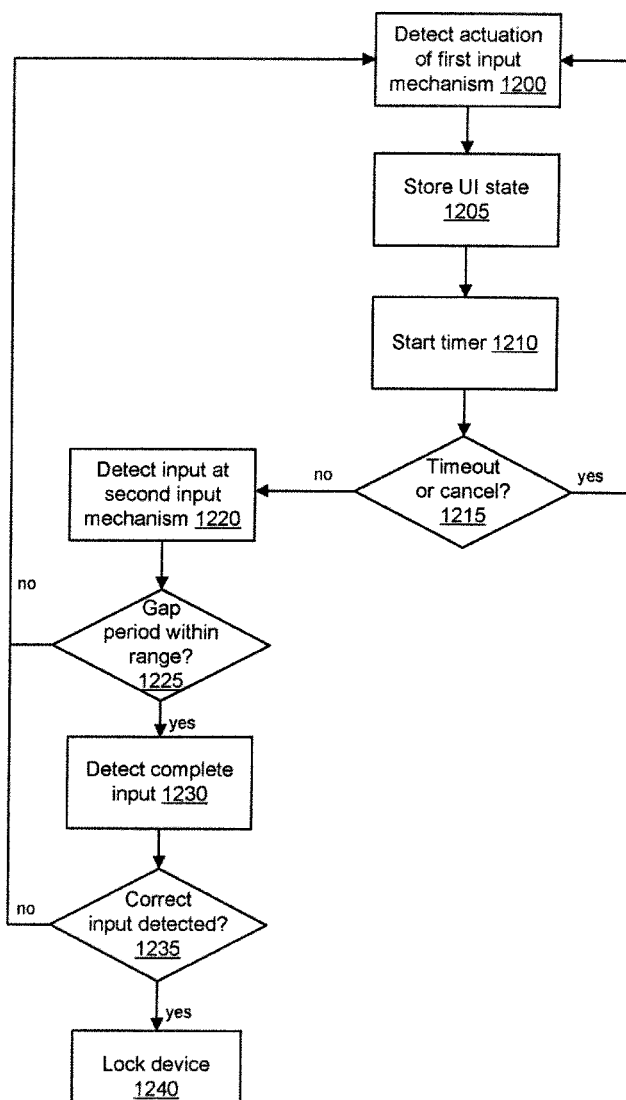 Detect actuation
of first input
mechanism 1200
Store UI state
1205
Start timer 1210
Timeout
or cancel?
1215
no
yes
Detect input at
second input
mechanism 1220
Gap
period within
range?
1225
no
yes
Detect complete
input 1230
Correct
input detected?
1235
no
yes
Lock device
1240